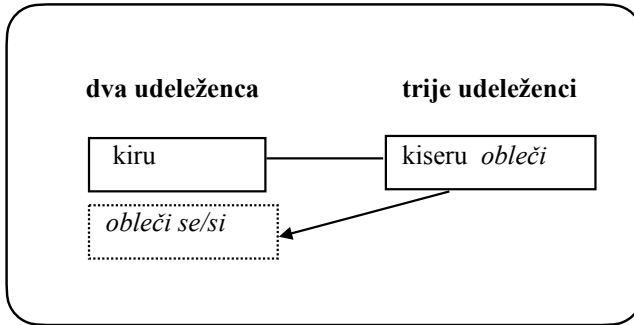 dva udeleženca trije udeleženci
kiru kiseru obleči
obleči se/si